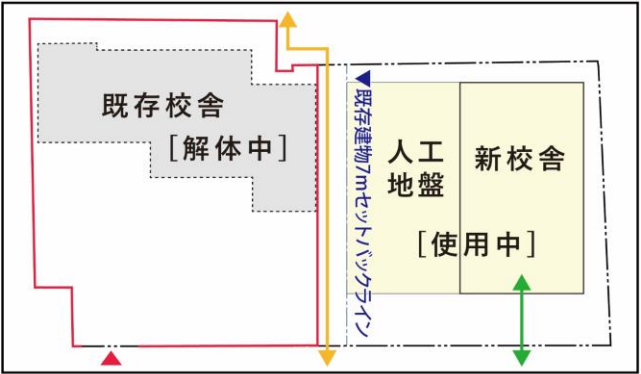 既存校舎
[解体中]
▼既存建物7mセットバックライン
人工
地盤
新校舎
[使用中]